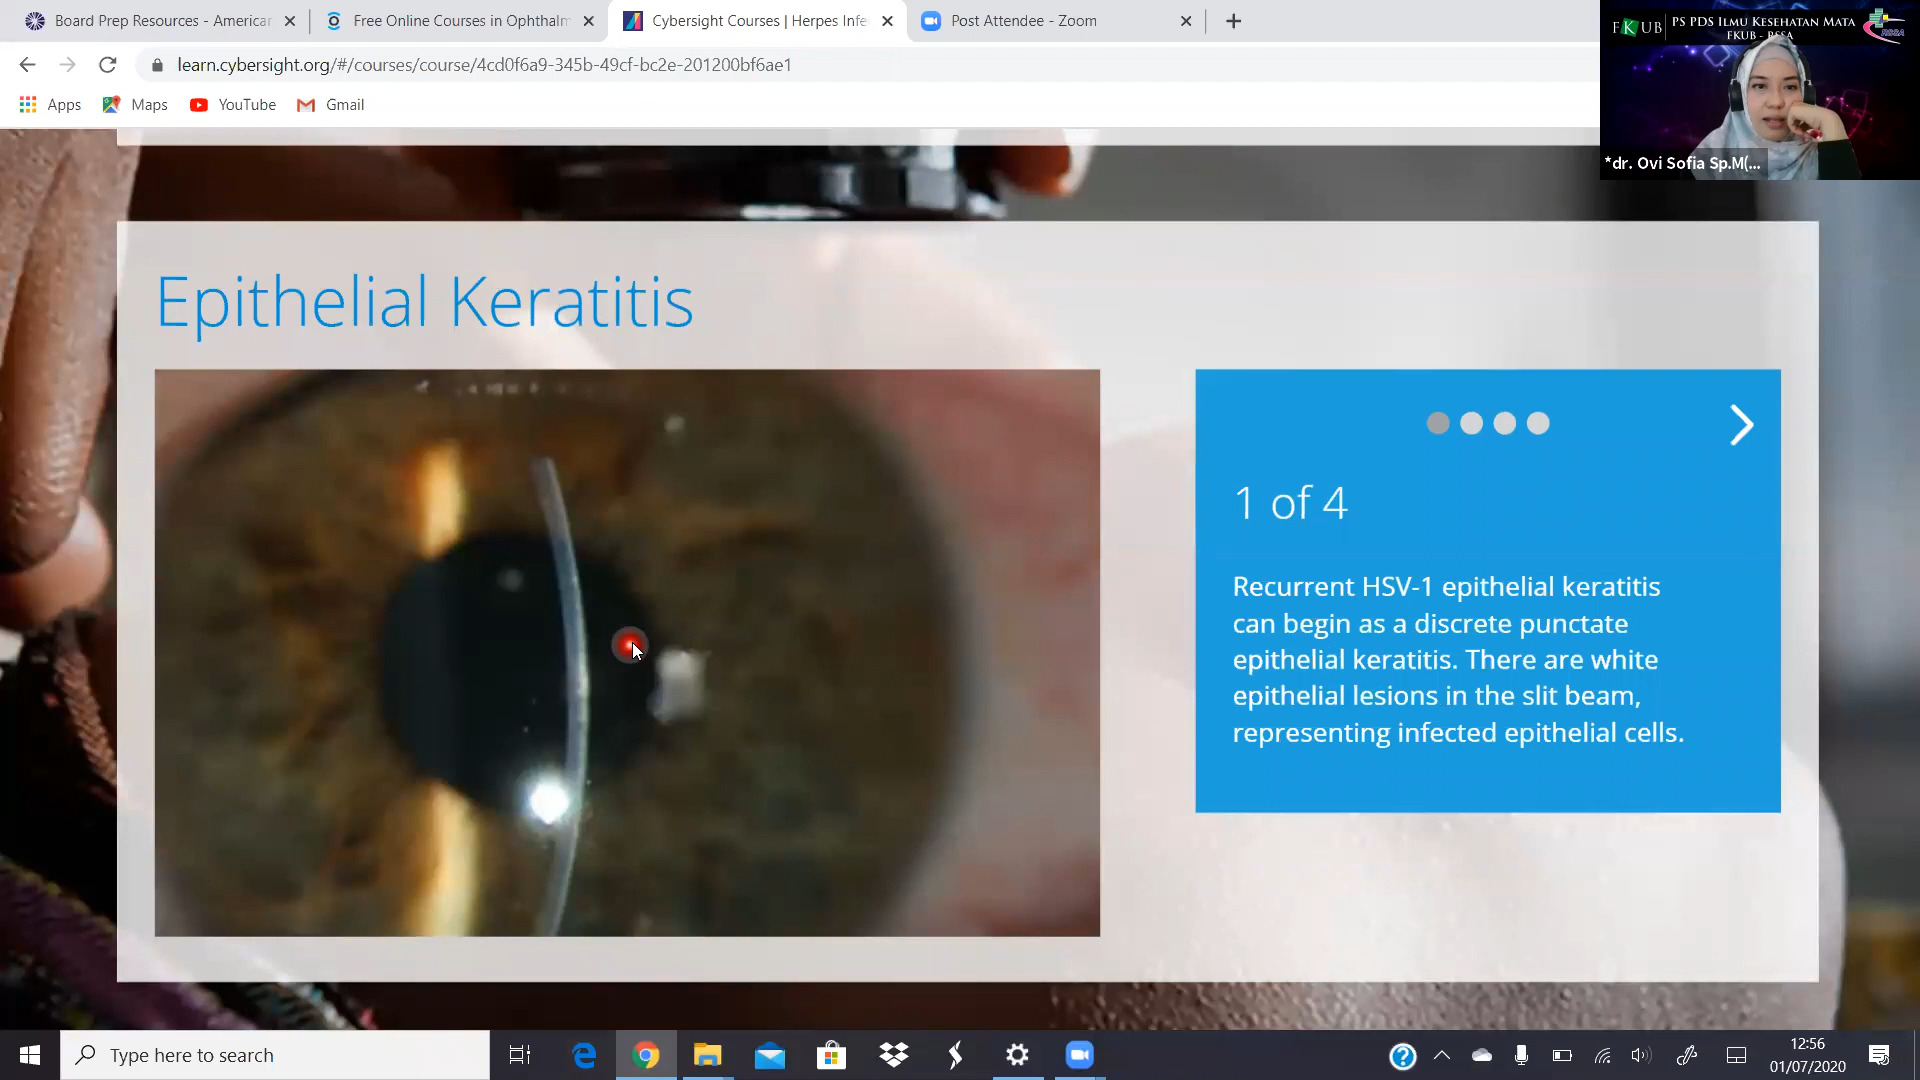 Board Prep Resources - American
Free Online Courses in Ophthalm
Cybersight Courses | Herpes Infe
Post Attendee - Zoom
learn.cybersight.org/#/courses/course/4cd0f6a9-345b-49cf-bc2e-201200bf6ae1
Apps
Maps
YouTube
Gmail
FKUB
PS PDS ILMU KESEHATAN MATA
FKUB - RSSA
RSSA
*dr. Ovi Sofia Sp.M(...
Epithelial Keratitis
1 of 4
Recurrent HSV-1 epithelial keratitis
can begin as a discrete punctate
epithelial keratitis. There are white
epithelial lesions in the slit beam,
representing infected epithelial cells.
Type here to search
12:56
01/07/2020